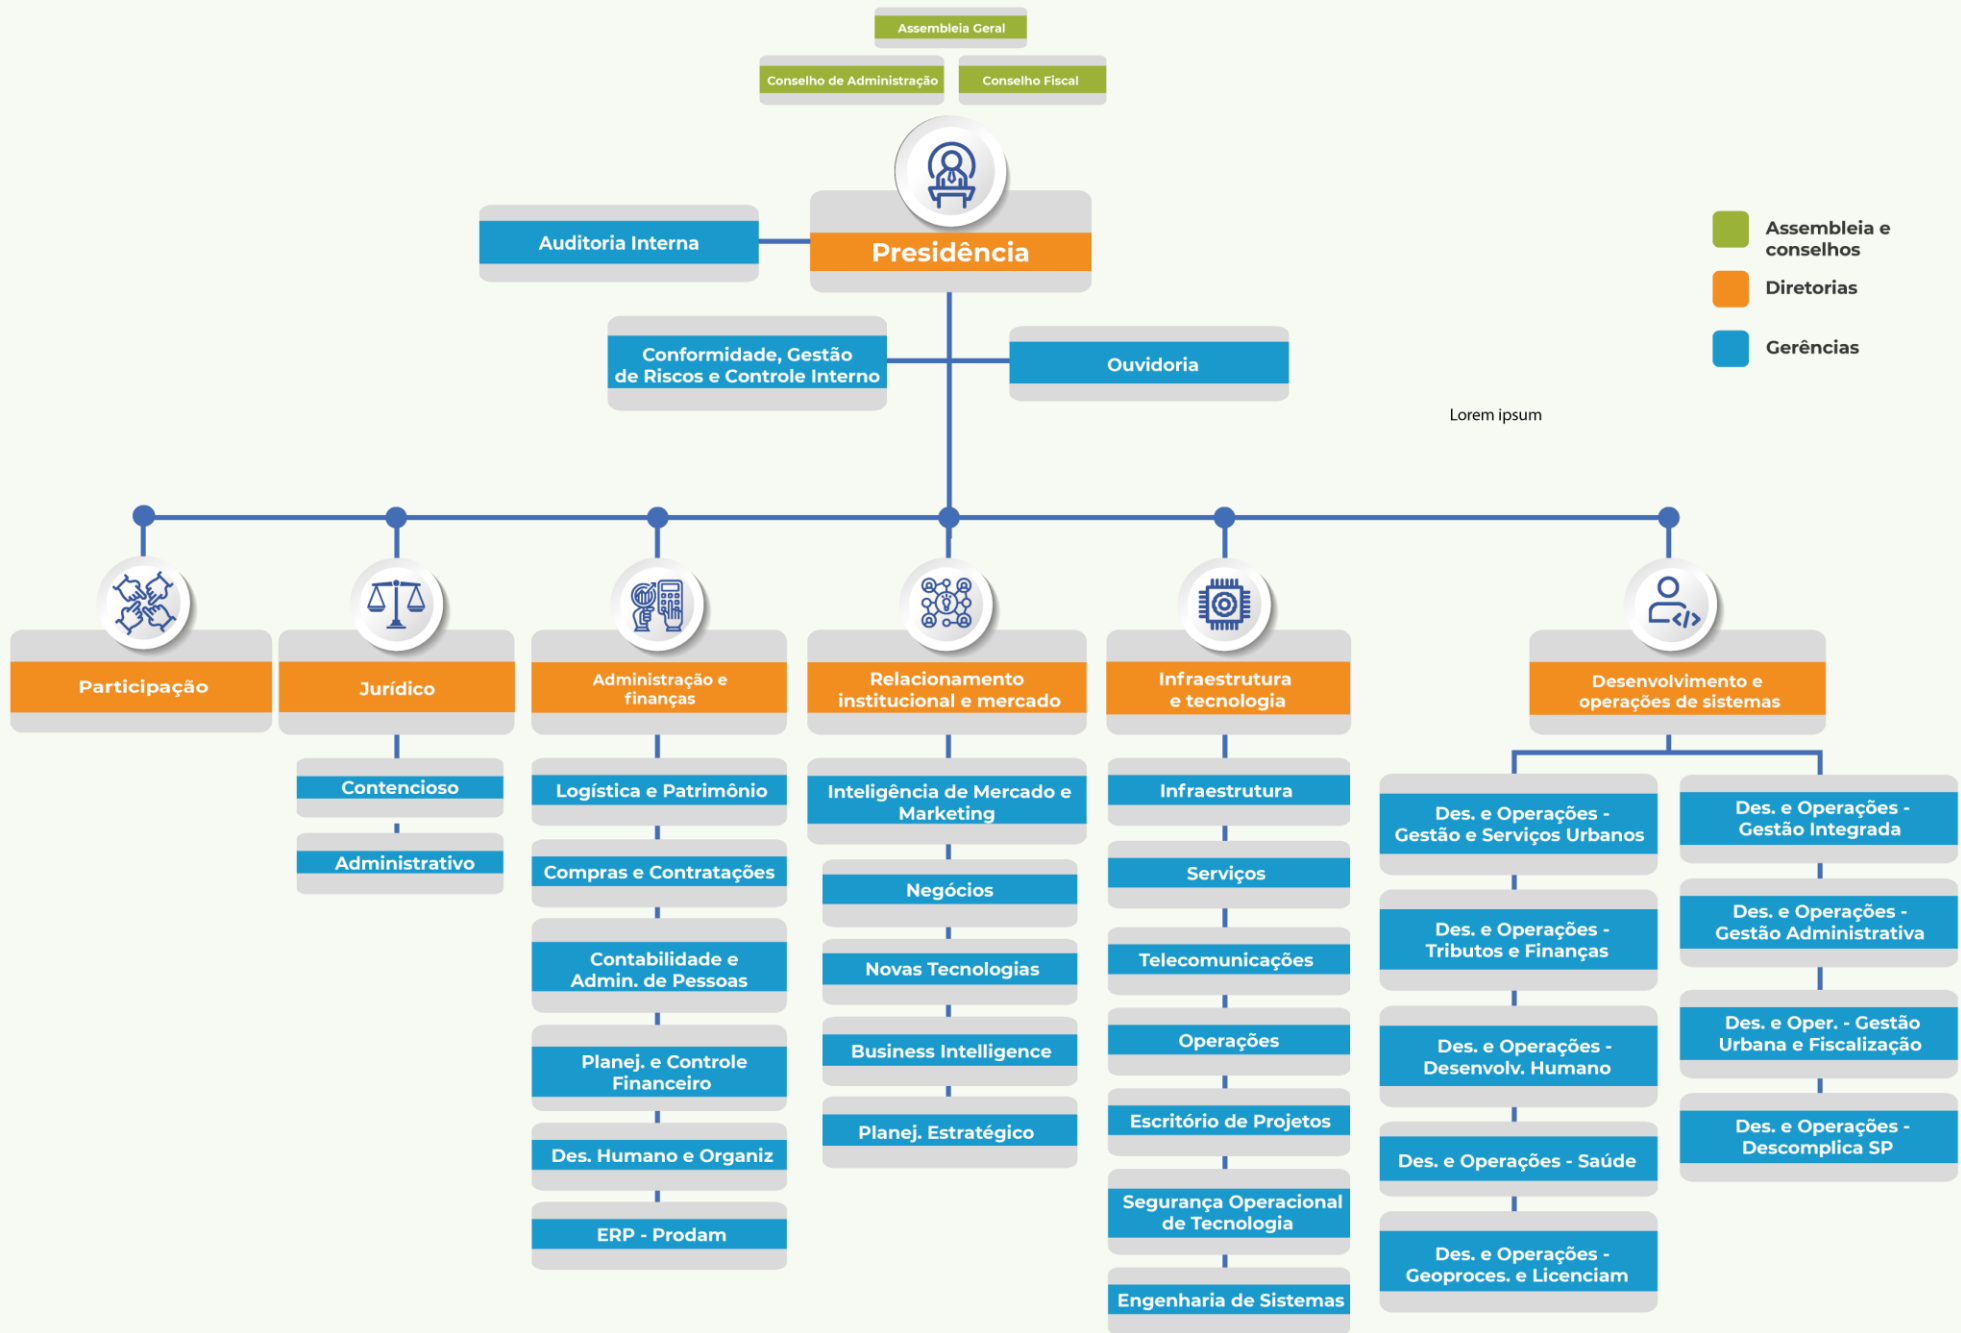 Assembleia Geral
Conselho de Administração
Conselho Fiscal
Auditoria Interna
Presidência
Assembleia e
conselhos
Diretorias
Gerências
Conformidade, Gestão
de Riscos e Controle Interno
Ouvidoria
Lorem ipsum
Participação
Jurídico
Contencioso
Administrativo
Administração e
finanças
Logística e Patrimônio
Compras e Contratações
Contabilidade e
Admin. de Pessoas
Planej. e Controle
Financeiro
Des. Humano e Organiz
ERP - Prodam
Relacionamento
institucional e mercado
Inteligência de Mercado e
Marketing
Negócios
Novas Tecnologias
Business Intelligence
Planej. Estratégico
Infraestrutura
e tecnologia
Infraestrutura
Serviços
Telecomunicações
Operações
Escritório de Projetos
Segurança Operacional
de Tecnologia
Engenharia de Sistemas
Desenvolvimento e
operações de sistemas
Des. e Operações -
Gestão e Serviços Urbanos
Des. e Operações -
Tributos e Finanças
Des. e Operações -
Desenvolv. Humano
Des. e Operações - Saúde
Des. e Operações -
Geoproces. e Licenciam
Des. e Operações -
Gestão Integrada
Des. e Operações -
Gestão Administrativa
Des. e Oper. - Gestão
Urbana e Fiscalização
Des. e Operações -
Descomplica SP